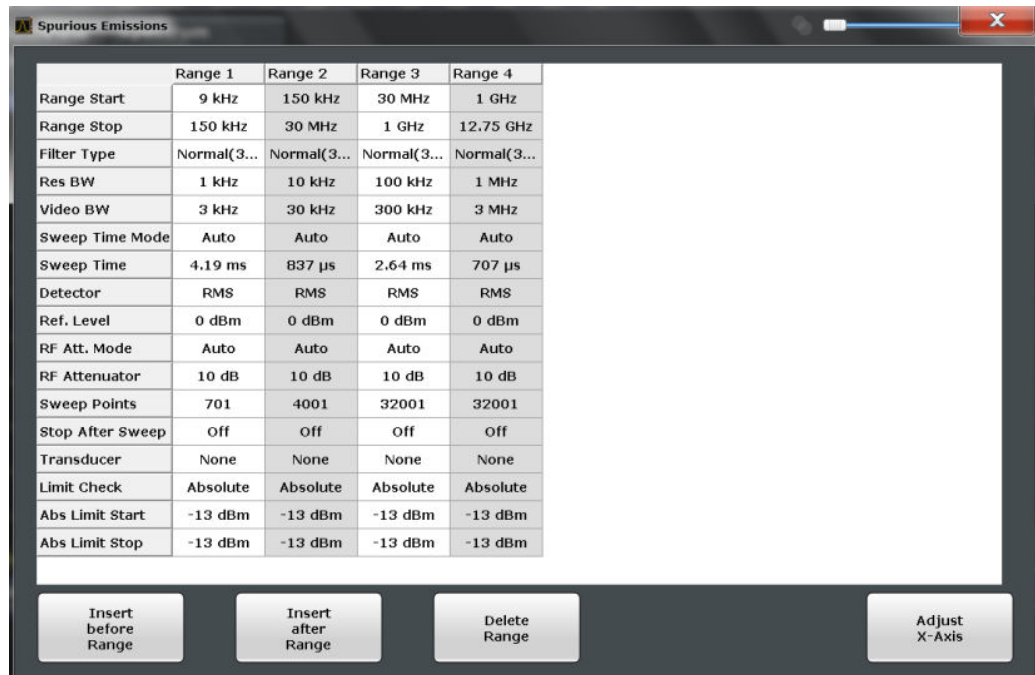 Spurious Emissions
Range 1 Range 2 Range 3 Range 4
Range Start 9 kHz 150 kHz 30 MHz 1 GHz
Range Stop 150 kHz 30 MHz 1 GHz 12.75 GHz
Filter Type Normal(3... Normal(3... Normal(3... Normal(3...
Res BW 1 kHz 10 kHz 100 kHz 1 MHz
Video BW 3 kHz 30 kHz 300 kHz 3 MHz
Sweep Time Mode Auto Auto Auto Auto
Sweep Time 4.19 ms 837 µs 2.64 ms 707 µs
Detector RMS RMS RMS RMS
Ref. Level 0 dBm 0 dBm 0 dBm 0 dBm
RF Att. Mode Auto Auto Auto Auto
RF Attenuator 10 dB 10 dB 10 dB 10 dB
Sweep Points 701 4001 32001 32001
Stop After Sweep Off Off Off Off
Transducer None None None None
Limit Check Absolute Absolute Absolute Absolute
Abs Limit Start -13 dBm -13 dBm -13 dBm -13 dBm
Abs Limit Stop -13 dBm -13 dBm -13 dBm -13 dBm
Insert
before
Range
Insert
after
Range
Delete
Range
Adjust
X-Axis